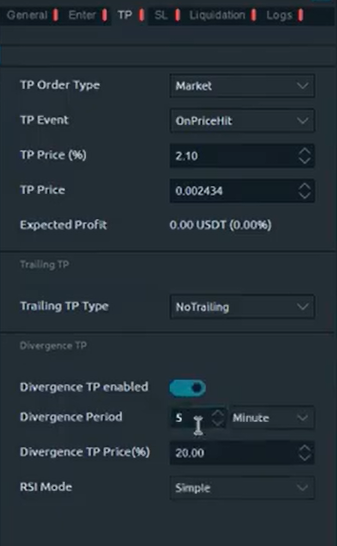 General Enter TP SL Liquidation Logs
TP Order Type Market
TP Event OnPriceHit
TP Price (%) 2.10
TP Price 0.002434
Expected Profit 0.00 USDT (0.00%)
Trailing TP
Trailing TP Type NoTrailing
Divergence TP
Divergence TP enabled
Divergence Period 5 Minute
Divergence TP Price(%) 20.00
RSI Mode Simple